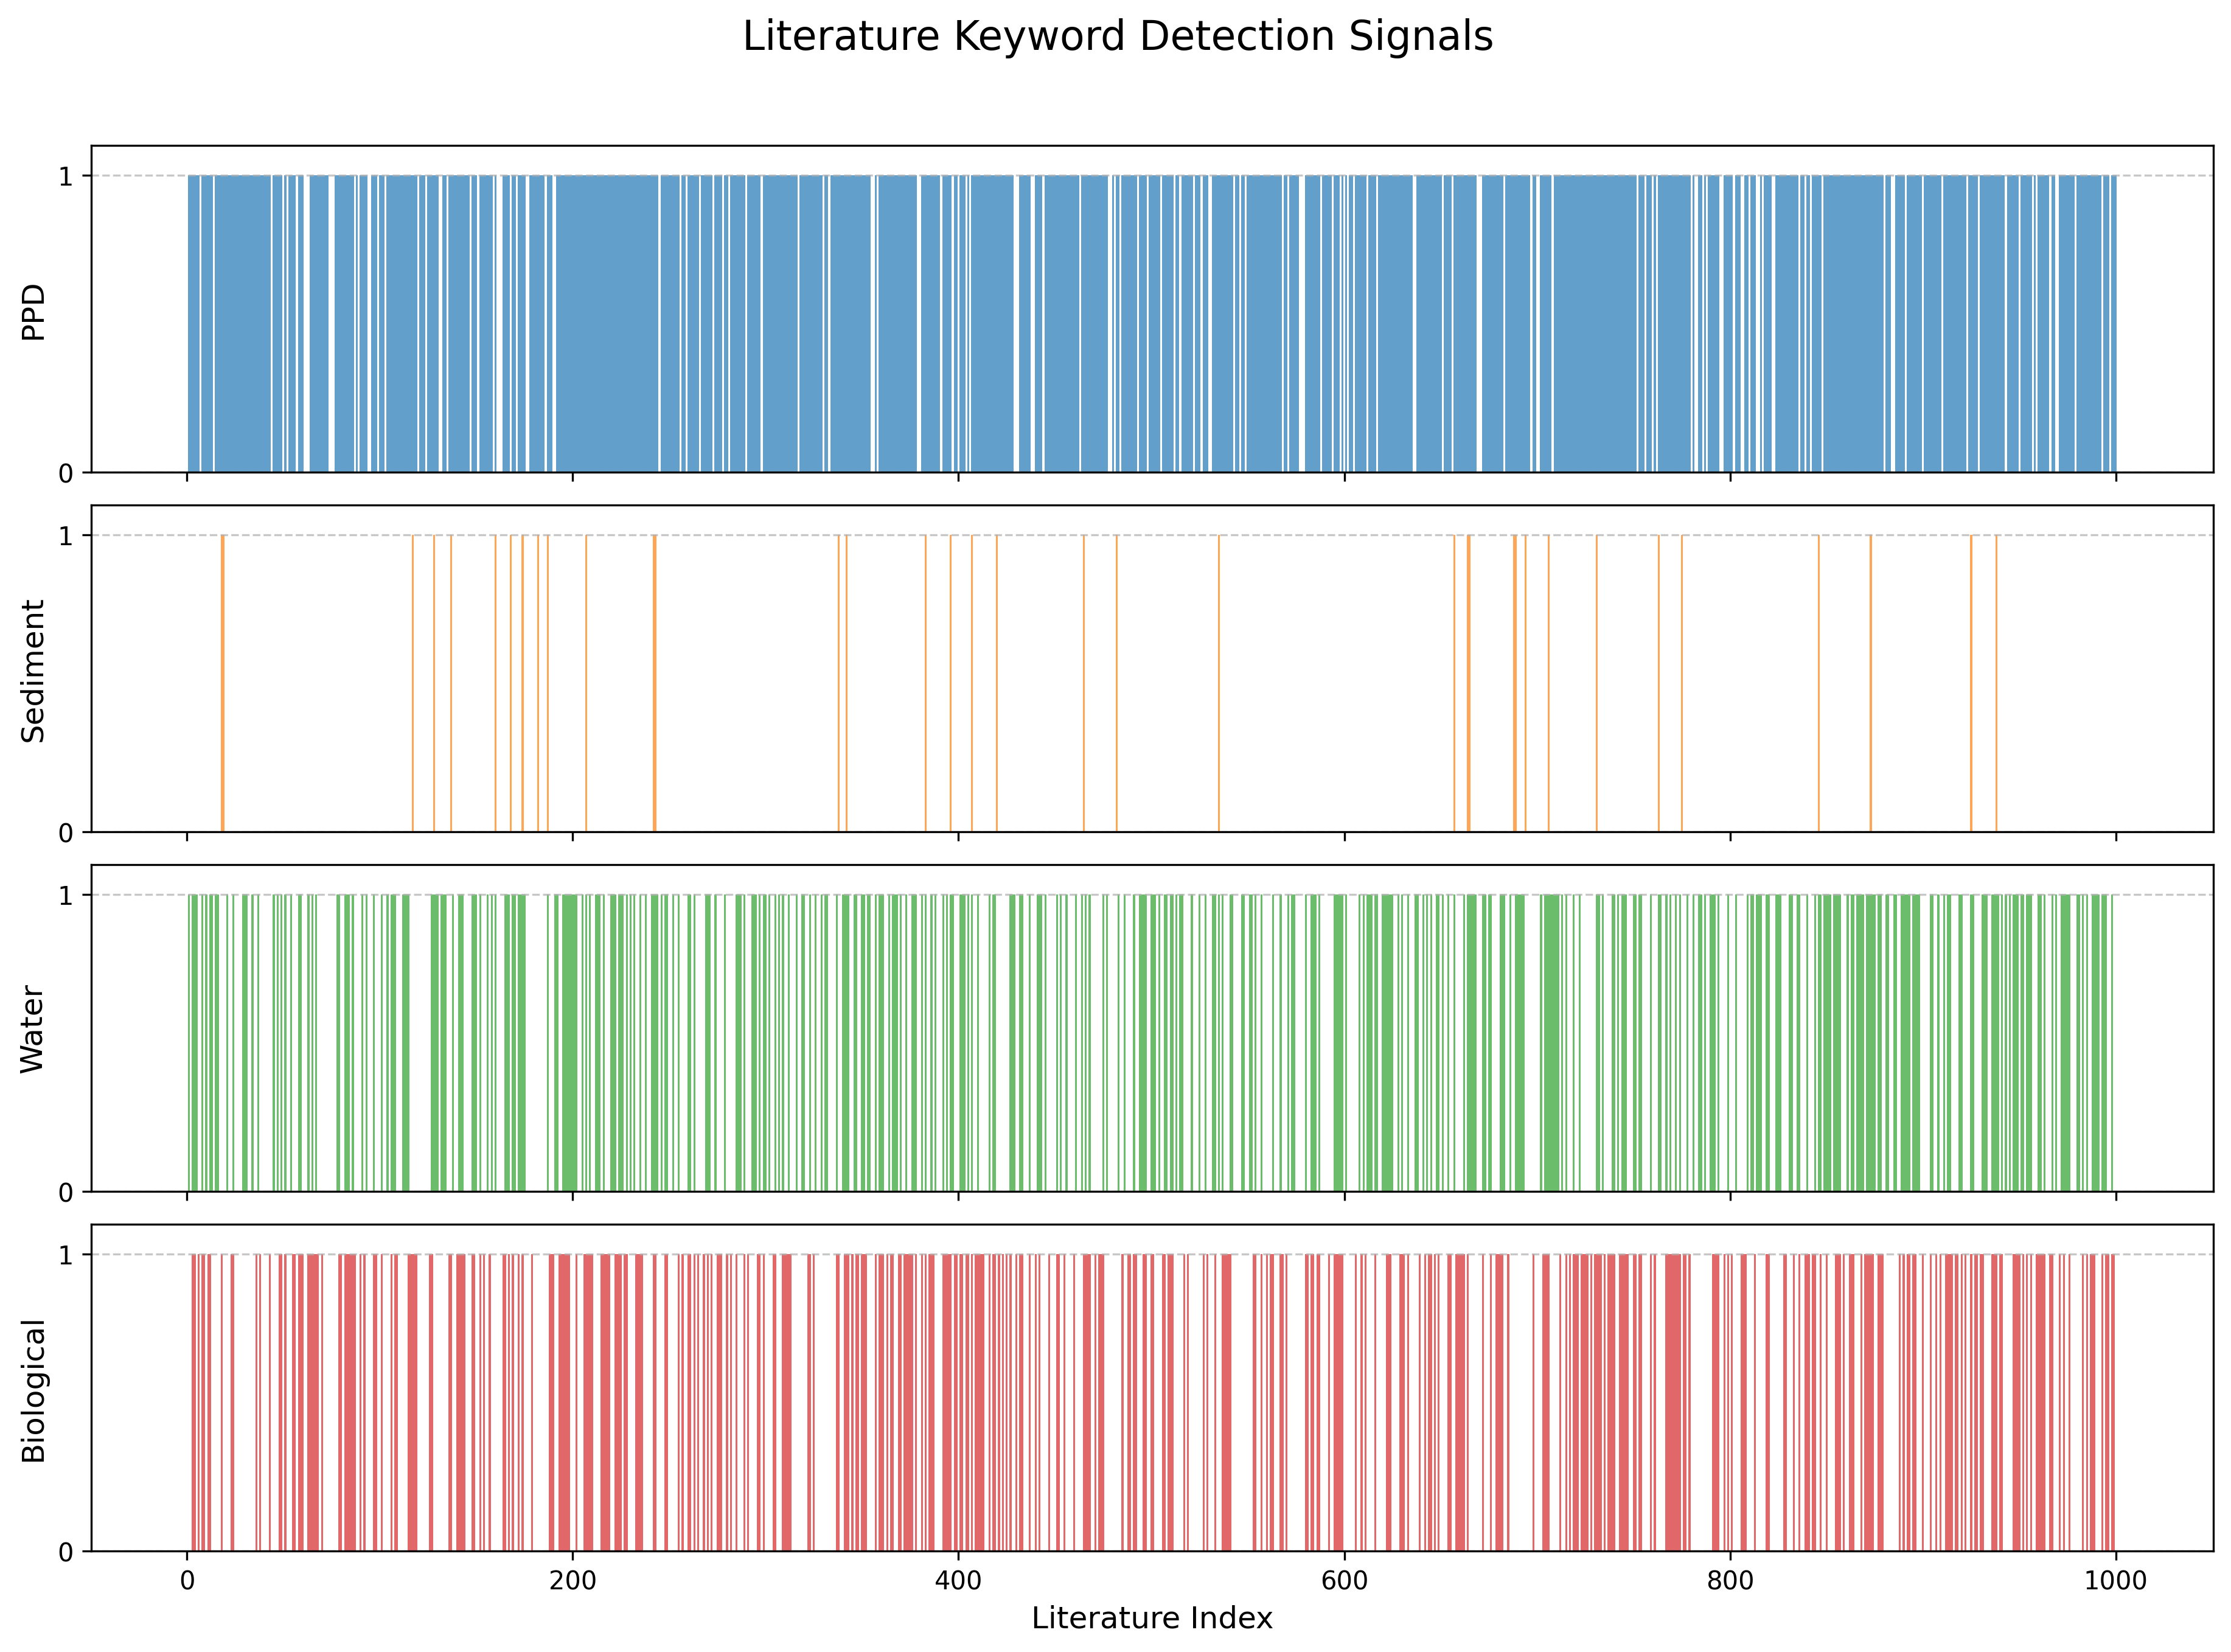 Literature Keyword Detection Signals
1
0
PPD
1
0
Sediment
1
0
Water
1
0
Biological
0 200 400 600 800 1000
Literature Index